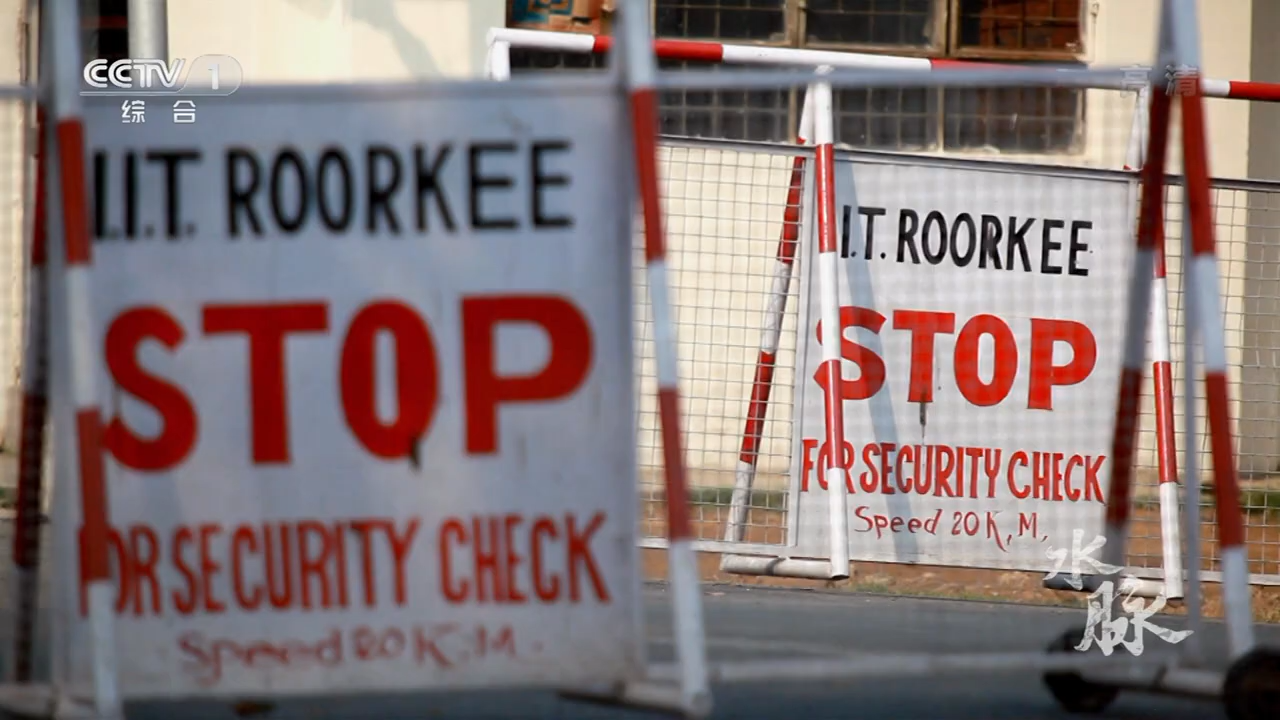 CCTV 1
综合
高清
I.I.T. ROORKEE
STOP
FOR SECURITY CHECK
Speed 20 K.M.
I.T. ROORKEE
STOP
FOR SECURITY CHECK
Speed 20 K.M.
水脉